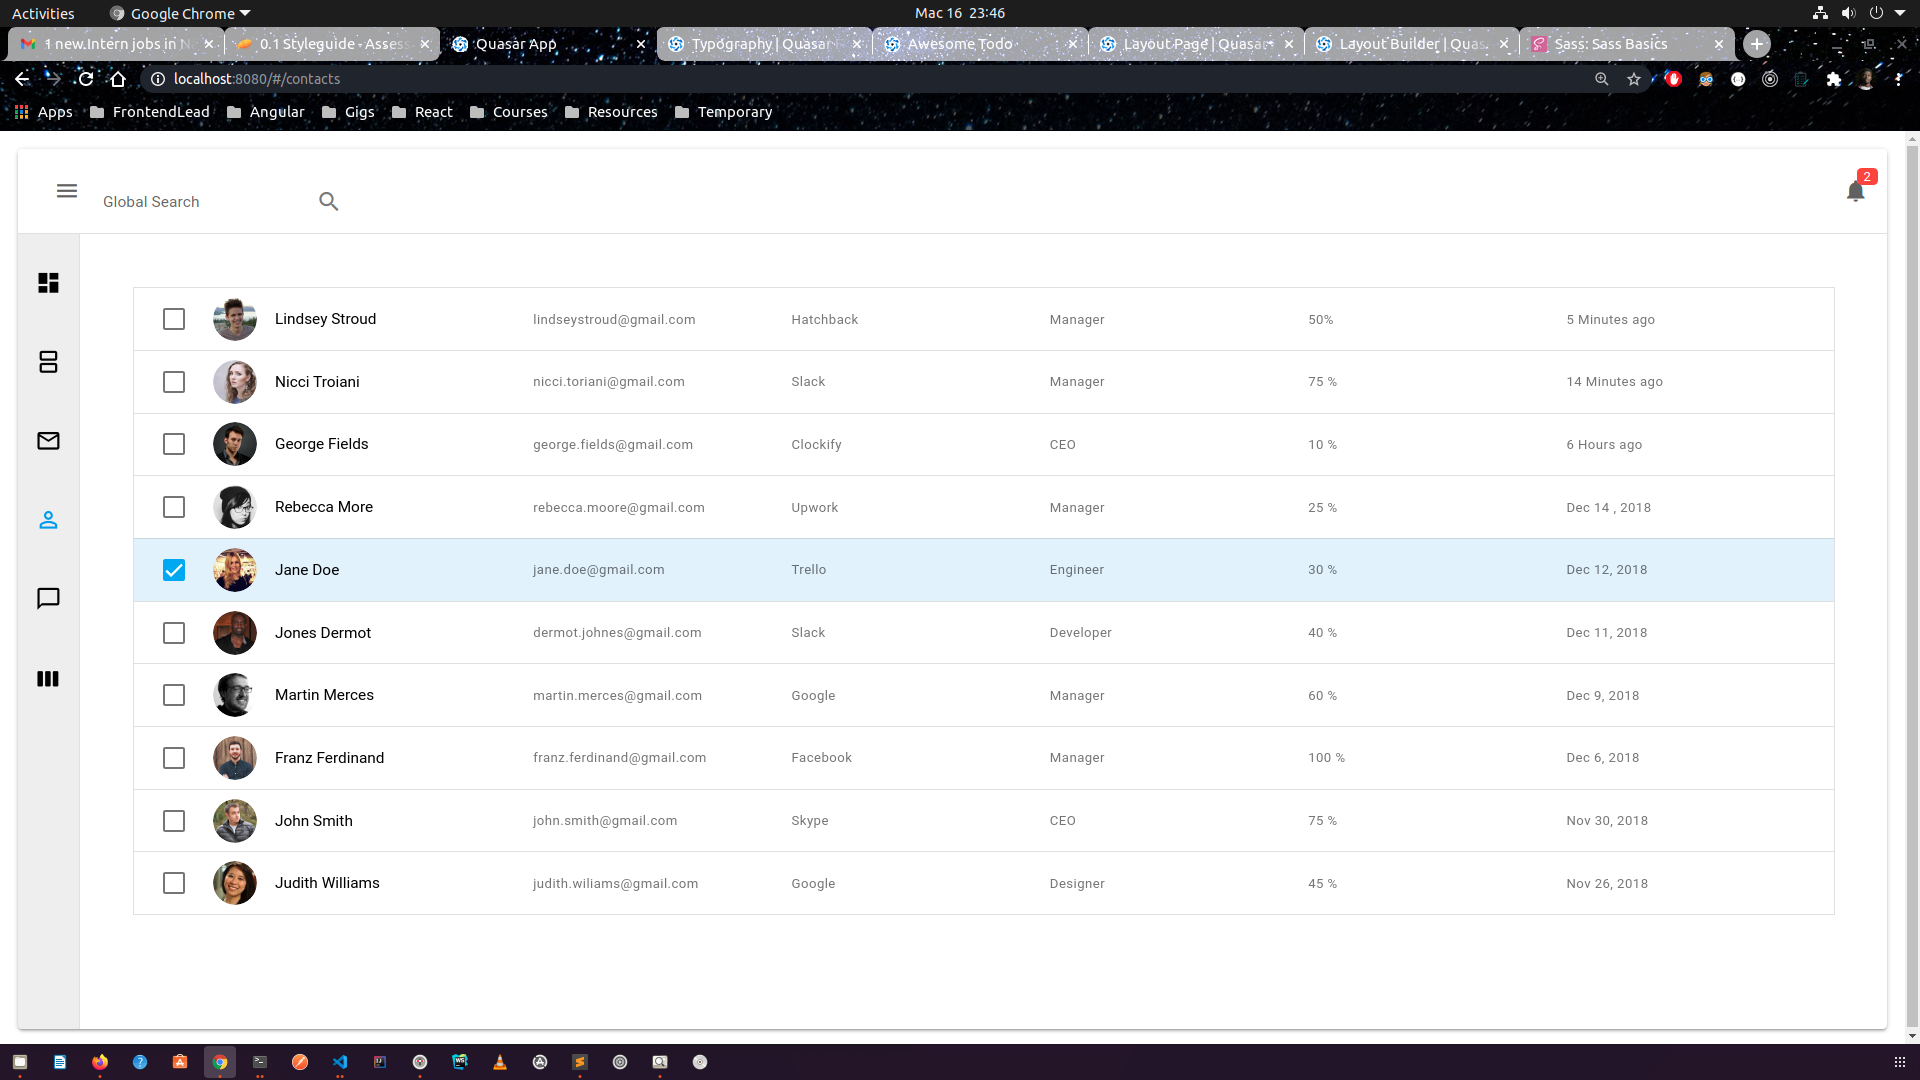 Activities Google Chrome Mac 16 23:46
1 new Intern jobs in N 0.1 Styleguide - Assess Quasar App Typography | Quasar F Awesome Todo Layout Page | Quasar Layout Builder | Quas Sass: Sass Basics
localhost:8080/#/contacts
Apps FrontendLead Angular Gigs React Courses Resources Temporary
Global Search 2
Lindsey Stroud lindseystroud@gmail.com Hatchback Manager 50% 5 Minutes ago
Nicci Troiani nicci.toriani@gmail.com Slack Manager 75 % 14 Minutes ago
George Fields george.fields@gmail.com Clockify CEO 10 % 6 Hours ago
Rebecca More rebecca.moore@gmail.com Upwork Manager 25 % Dec 14 , 2018
Jane Doe jane.doe@gmail.com Trello Engineer 30 % Dec 12, 2018
Jones Dermot dermot.johnes@gmail.com Slack Developer 40 % Dec 11, 2018
Martin Merces martin.merces@gmail.com Google Manager 60 % Dec 9, 2018
Franz Ferdinand franz.ferdinand@gmail.com Facebook Manager 100 % Dec 6, 2018
John Smith john.smith@gmail.com Skype CEO 75 % Nov 30, 2018
Judith Williams judith.wiliams@gmail.com Google Designer 45 % Nov 26, 2018